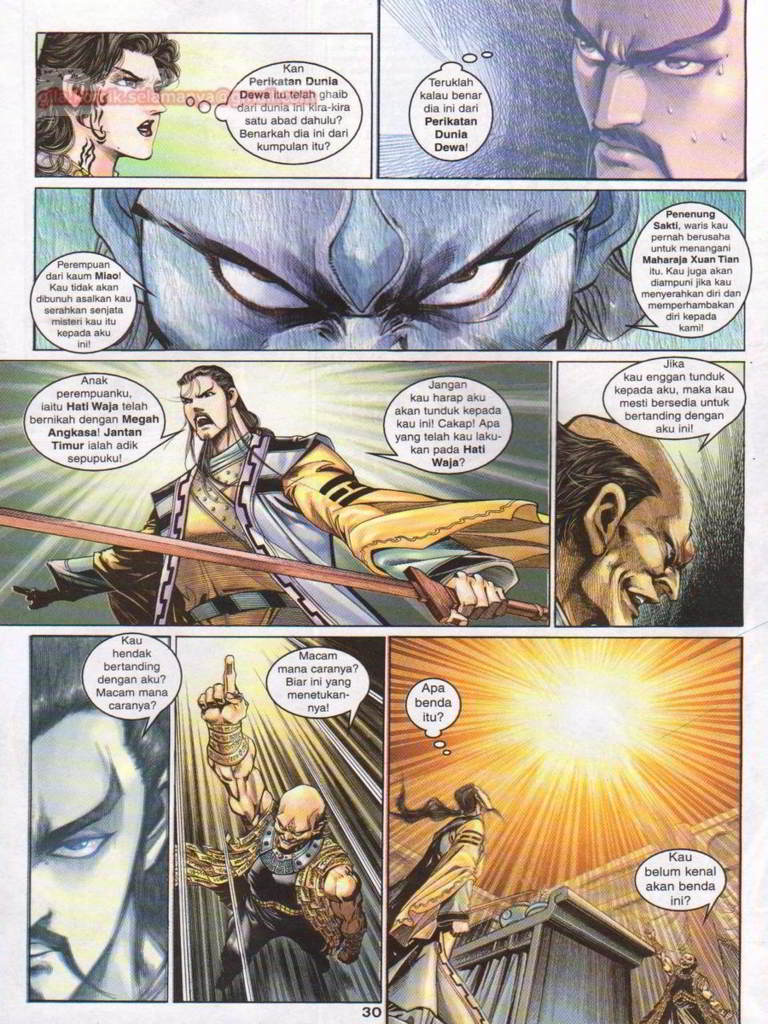 Kan
Perikatan Dunia
Dewa itu telah ghaib
dari dunia ini kira-kira
satu abad dahulu?
Benarkah dia ini dari
kumpulan itu?
Teruklah
kalau benar
dia ini dari
Perikatan
Dunia
Dewa!
Perempuan
dari kaum Miao!
Kau tidak akan
dibunuh asalkan kau
serahkan senjata
misteri kau itu
kepada aku
ini!
Penenung
Sakti, waris kau
pernah berusaha
untuk menangani
Maharaja Xuan Tian
itu. Kau juga akan
diampuni jika kau
menyerahkan diri dan
memperhambakan
diri kepada
kami!
Anak
perempuanku,
iaitu Hati Waja telah
bernikah dengan Megah
Angkasa! Jantan
Timur ialah adik
sepupuku!
Jangan
kau harap aku
akan tunduk kepada
kau ini! Cakap! Apa
yang telah kau laku-
kan pada Hati
Waja?
Jika
kau enggan tunduk
kepada aku, maka kau
mesti bersedia untuk
bertanding dengan
aku ini!
Kau
hendak
bertanding
dengan aku?
Macam mana
caranya?
Macam
mana caranya?
Biar ini yang
menetukan-
nya!
Apa
benda
itu?
Kau
belum kenal
akan benda
ini?
30